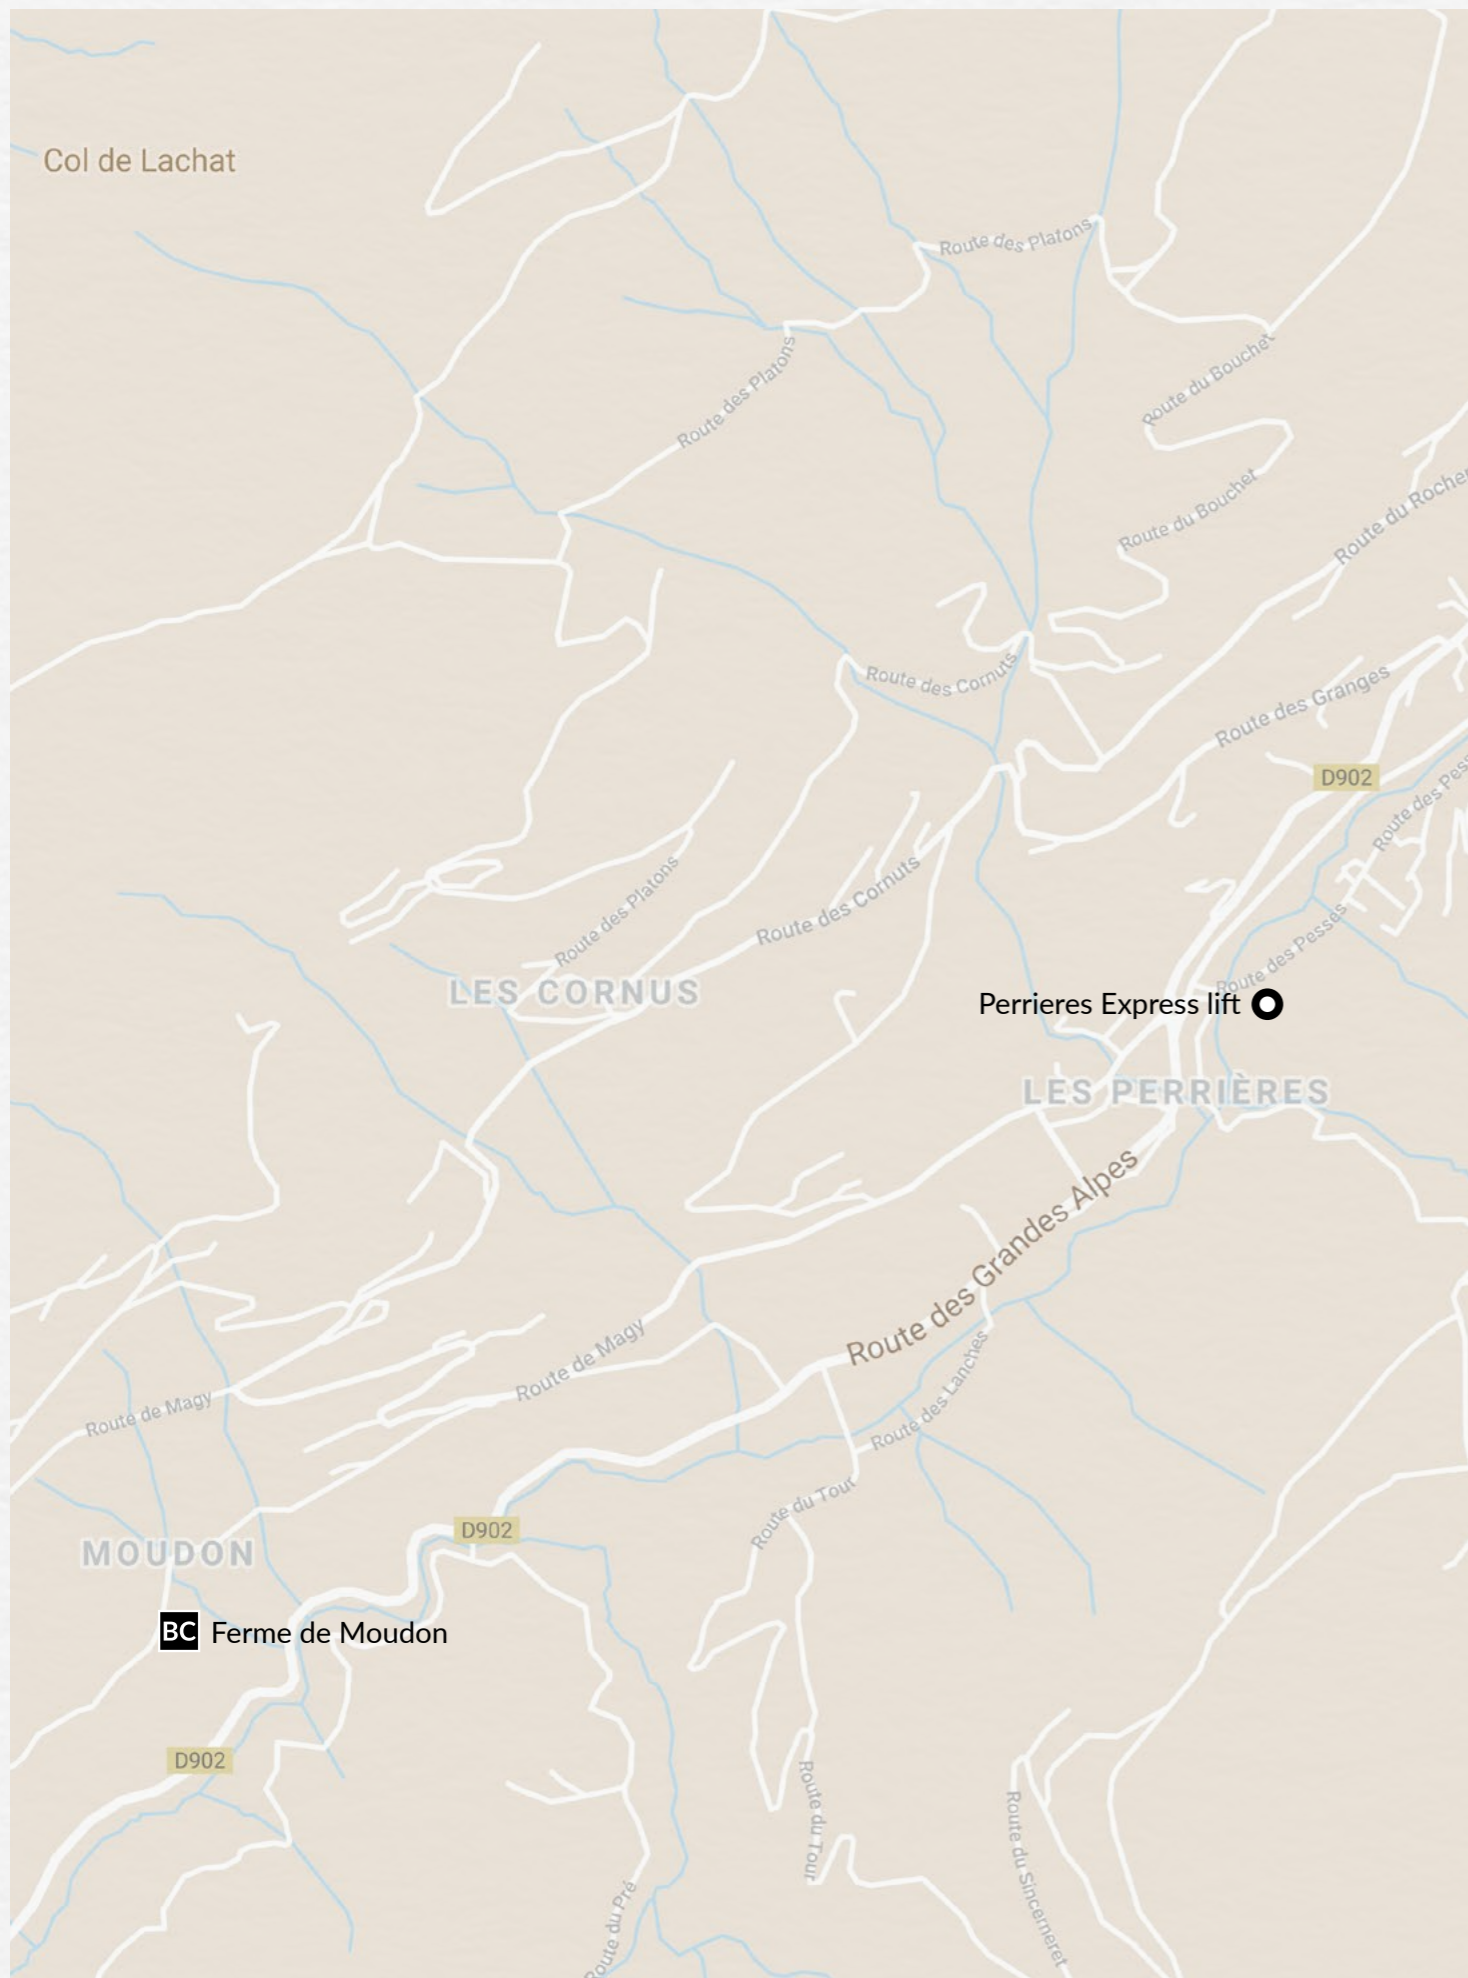 Col de Lachat
Route des Platons
Route des Platons
Route du Bouchet
Route du Bouchet
Route du Rocher
Route des Cornuts
Route des Granges
D902
Route des Pess
Route des Platons
Route des Cornuts
Route des Pesses
LES CORNUS
Perrieres Express lift
LES PERRIÈRES
Route des Grandes Alpes
Route de Magy
Route de Magy
Route des Lanches
Route du Tour
D902
MOUDON
BC Ferme de Moudon
D902
Route du Tour
Route du Sincerneret
Route du Pré